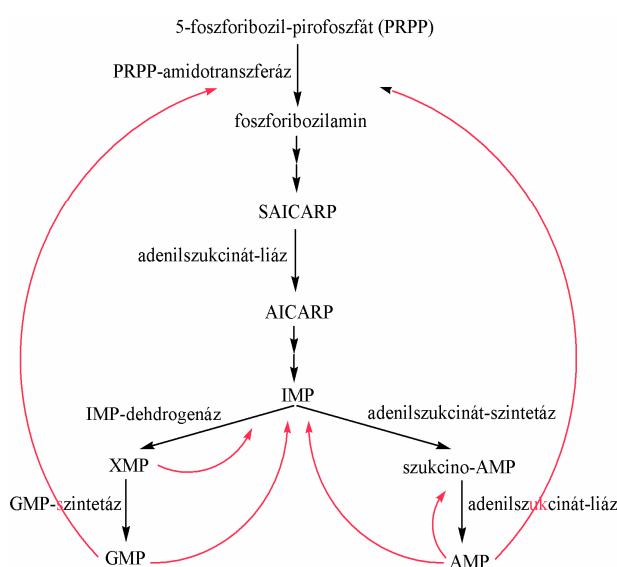 5-foszforibozil-pirofoszfát (PRPP)
PRPP-amidotranszferáz
foszforibozilamin
SAICARP
adenilszukcinát-liáz
AICARP
IMP
IMP-dehdrogenáz
adenilszukcinát-szintetáz
XMP
szukcino-AMP
GMP-szintetáz
adenilszukcinát-liáz
GMP
AMP